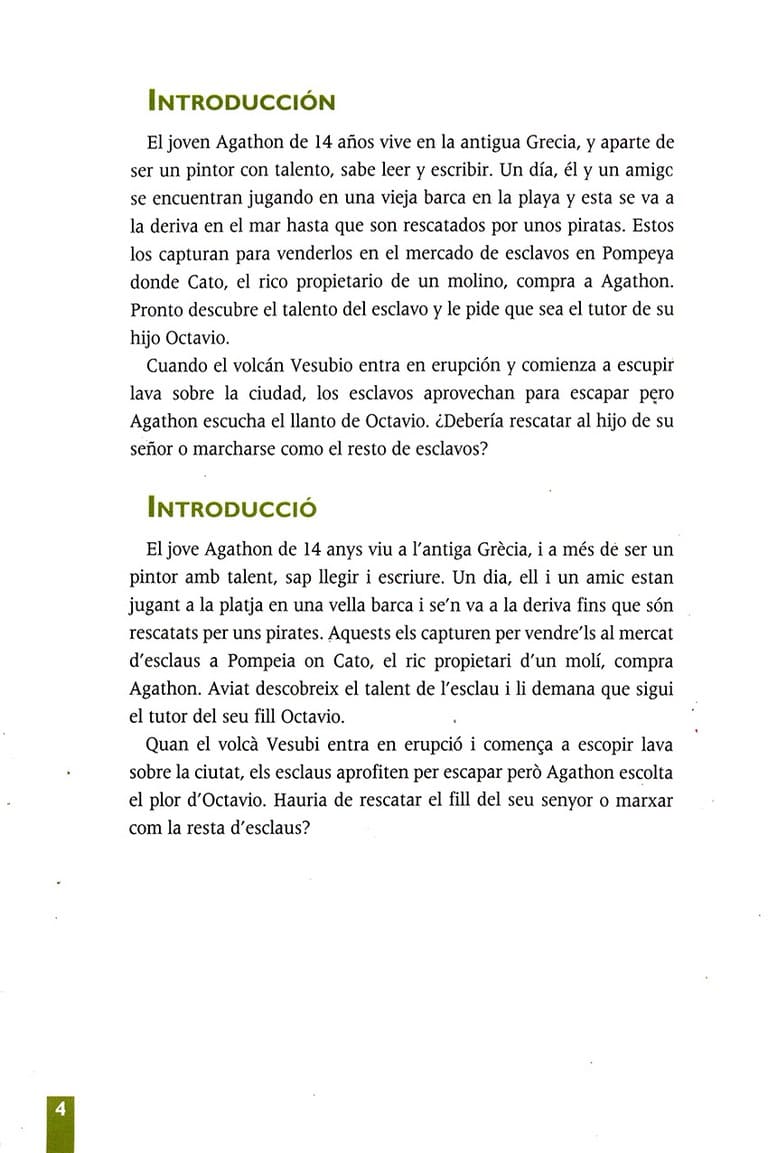 INTRODUCCIÓN
El joven Agathon de 14 años vive en la antigua Grecia, y aparte de
ser un pintor con talento, sabe leer y escribir. Un día, él y un amigo
se encuentran jugando en una vieja barca en la playa y esta se va a
la deriva en el mar hasta que son rescatados por unos piratas. Estos
los capturan para venderlos en el mercado de esclavos en Pompeya
donde Cato, el rico propietario de un molino, compra a Agathon.
Pronto descubre el talento del esclavo y le pide que sea el tutor de su
hijo Octavio.
Cuando el volcán Vesubio entra en erupción y comienza a escupir
lava sobre la ciudad, los esclavos aprovechan para escapar pero
Agathon escucha el llanto de Octavio. ¿Debería rescatar al hijo de su
señor o marcharse como el resto de esclavos?
INTRODUCCIÓ
El jove Agathon de 14 anys viu a l'antiga Grècia, i a més de ser un
pintor amb talent, sap llegir i escriure. Un dia, ell i un amic estan
jugant a la platja en una vella barca i se'n va a la deriva fins que són
rescatats per uns pirates. Aquests els capturen per vendre'ls al mercat
d'esclaus a Pompeia on Cato, el ric propietari d'un molí, compra
Agathon. Aviat descobreix el talent de l'esclau i li demana que sigui
el tutor del seu fill Octavio.
Quan el volcà Vesubi entra en erupció i comença a escopir lava
sobre la ciutat, els esclaus aprofiten per escapar però Agathon escolta
el plor d'Octavio. Hauria de rescatar el fill del seu senyor o marxar
com la resta d'esclaus?
4